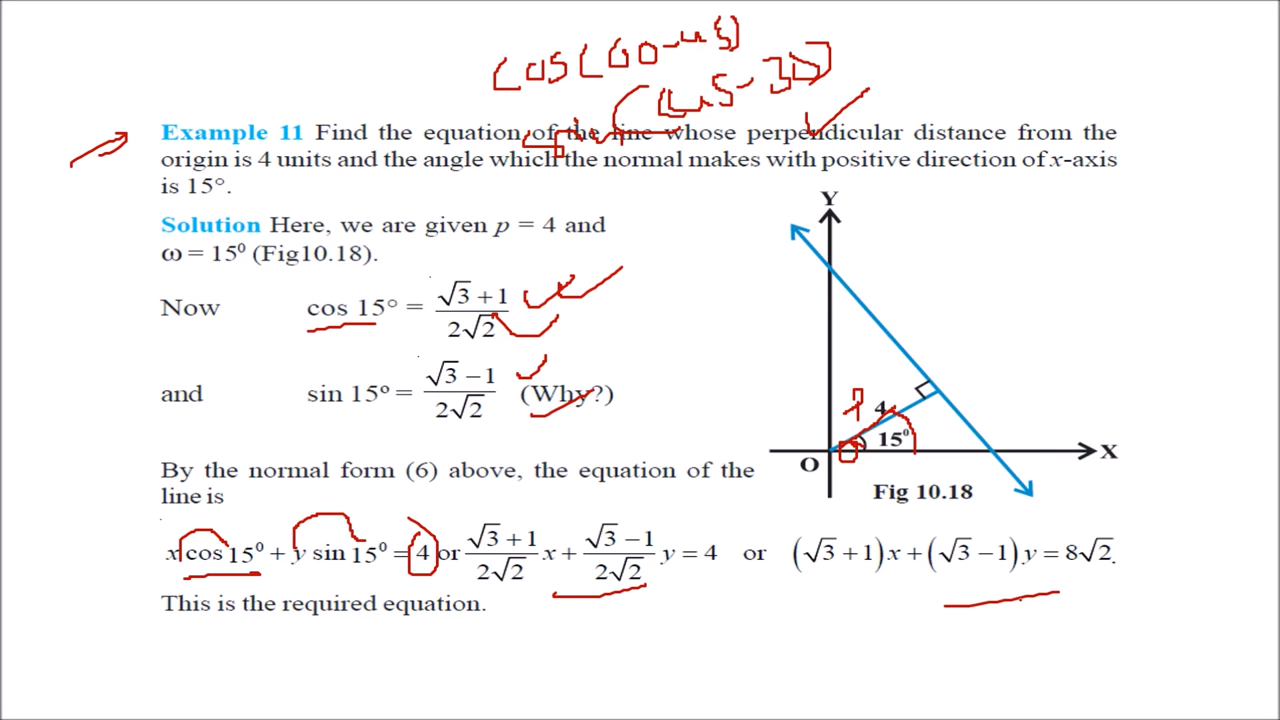 cos(60-45)
sin(45-30)
Example 11 Find the equation of the line whose perpendicular distance from the
origin is 4 units and the angle which the normal makes with positive direction of x-axis
is 15°.
Solution Here, we are given p = 4 and
ω = 15⁰ (Fig10.18).
Now cos 15° = (√3 + 1)/(2√2)
and sin 15° = (√3 − 1)/(2√2) (Why?)
By the normal form (6) above, the equation of the
line is
x cos 15⁰ + y sin 15⁰ = 4 or (√3 + 1)/(2√2) x + (√3 − 1)/(2√2) y = 4 or (√3 + 1) x + (√3 − 1) y = 8√2.
This is the required equation.
Y
P
4
15⁰
O
X
Fig 10.18